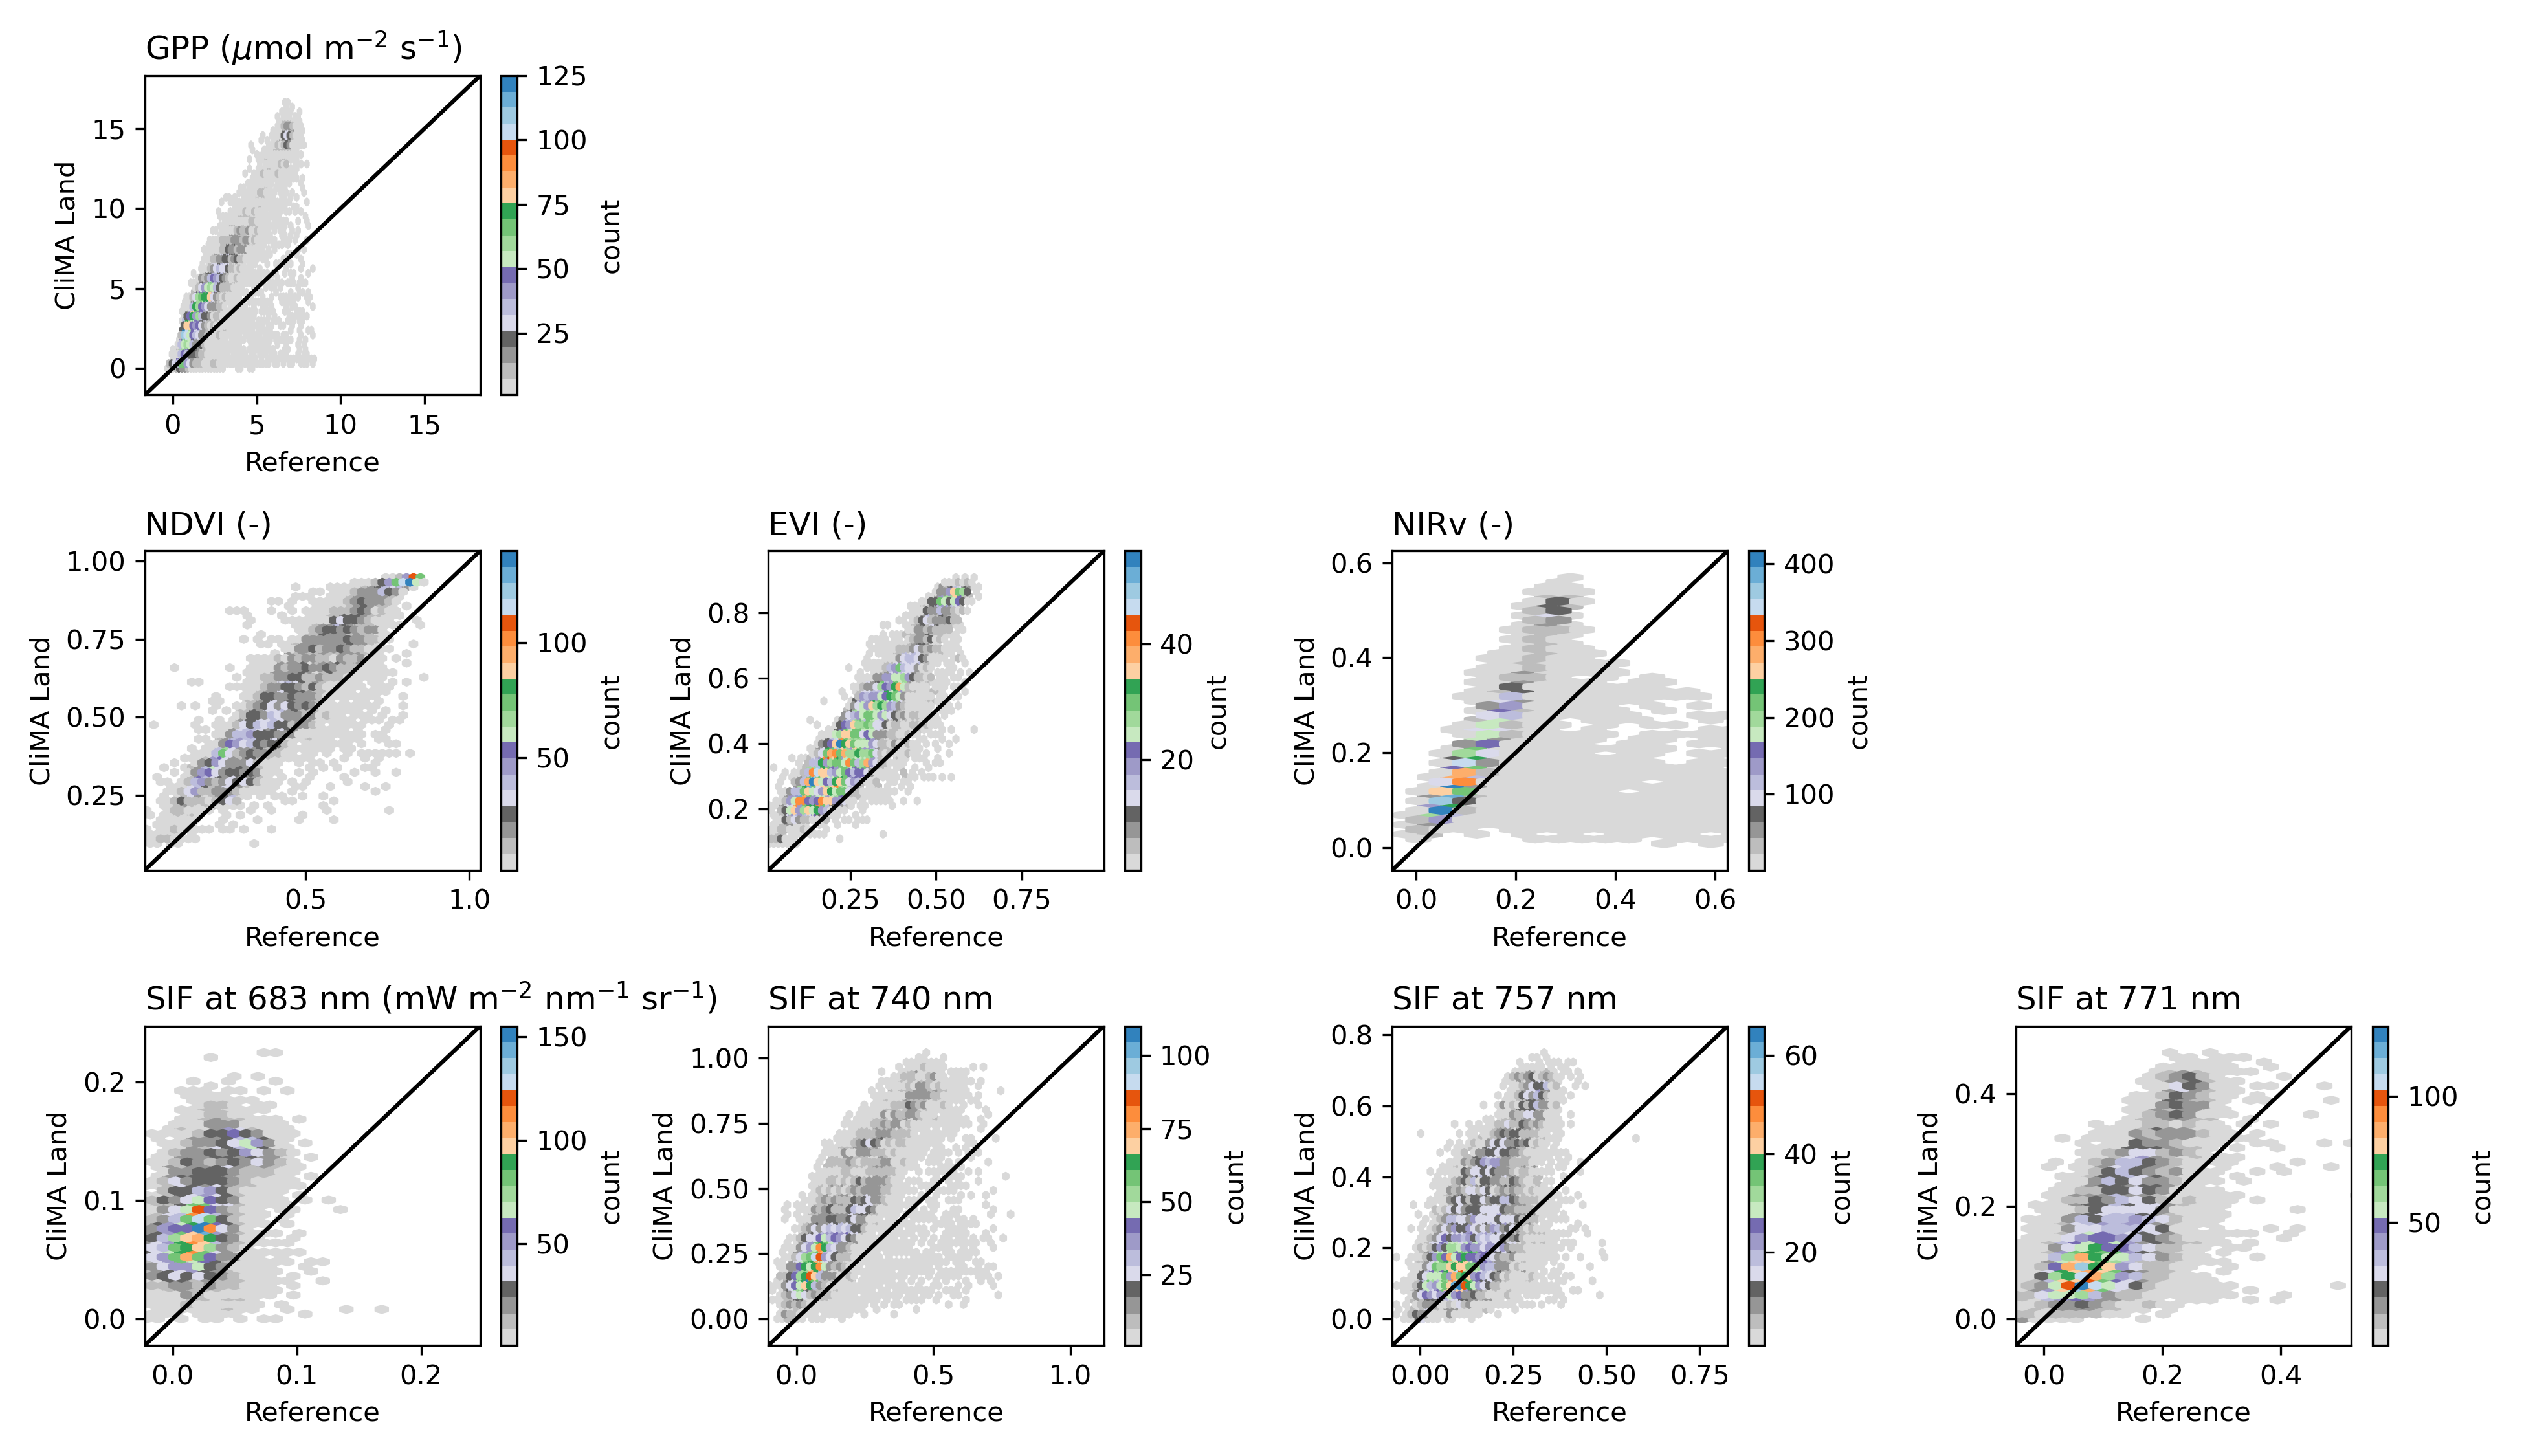 GPP (μmol m⁻² s⁻¹)
CliMA Land
15
10
5
0
0 5 10 15
Reference
125
100
75
50
25
count
NDVI (-)
CliMA Land
1.00
0.75
0.50
0.25
0.5 1.0
Reference
100
50
count
EVI (-)
CliMA Land
0.8
0.6
0.4
0.2
0.25 0.50 0.75
Reference
40
20
count
NIRv (-)
CliMA Land
0.6
0.4
0.2
0.0
0.0 0.2 0.4 0.6
Reference
400
300
200
100
count
SIF at 683 nm (mW m⁻² nm⁻¹ sr⁻¹)
CliMA Land
0.2
0.1
0.0
0.0 0.1 0.2
Reference
150
100
50
count
SIF at 740 nm
CliMA Land
1.00
0.75
0.50
0.25
0.00
0.0 0.5 1.0
Reference
100
75
50
25
count
SIF at 757 nm
CliMA Land
0.8
0.6
0.4
0.2
0.0
0.00 0.25 0.50 0.75
Reference
60
40
20
count
SIF at 771 nm
CliMA Land
0.4
0.2
0.0
0.0 0.2 0.4
Reference
100
50
count